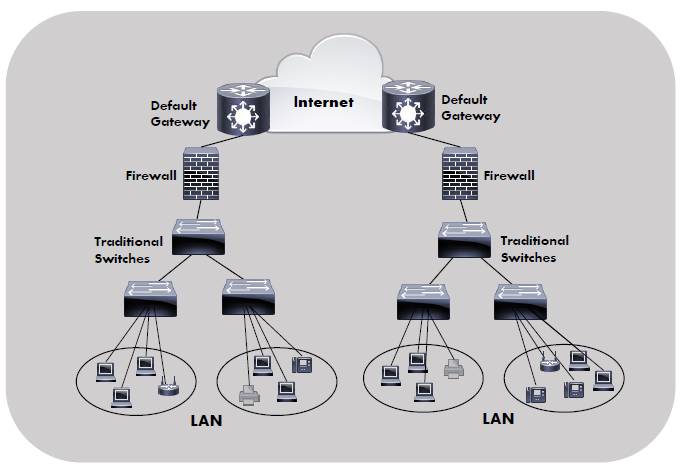 Internet
Default
Gateway
Default
Gateway
Firewall
Firewall
Traditional
Switches
Traditional
Switches
LAN
LAN